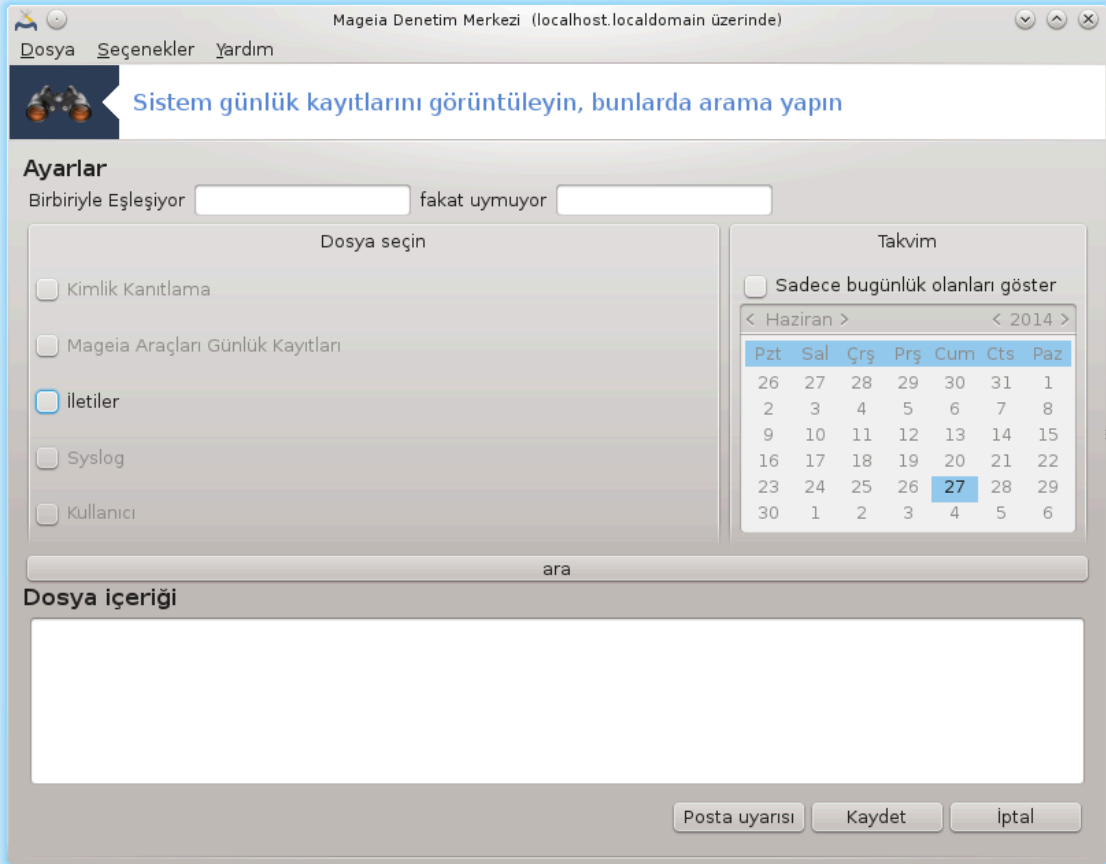 Mageia Denetim Merkezi (localhost.localdomain üzerinde)
Dosya Seçenekler Yardım
Sistem günlük kayıtlarını görüntüleyin, bunlarda arama yapın
Ayarlar
Birbiriyle Eşleşiyor fakat uymuyor
Dosya seçin
Kimlik Kanıtlama
Mageia Araçları Günlük Kayıtları
İletiler
Syslog
Kullanıcı
Takvim
Sadece bugünlük olanları göster
< Haziran > < 2014 >
Pzt Sal Çrş Prş Cum Cts Paz
26 27 28 29 30 31 1
2 3 4 5 6 7 8
9 10 11 12 13 14 15
16 17 18 19 20 21 22
23 24 25 26 27 28 29
30 1 2 3 4 5 6
ara
Dosya içeriği
Posta uyarısı Kaydet İptal